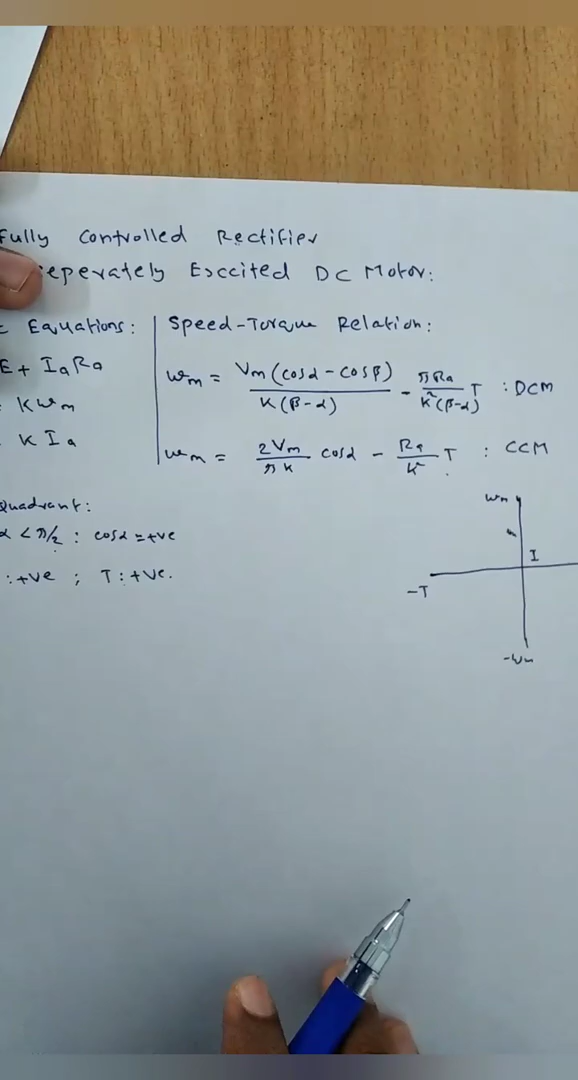 Fully Controlled Rectifier
Seperately Excited DC Motor:
Equations:
Speed-Torque Relation:
E + IaRa
Kωm
K Ia
ωm = Vm (cosα - cosβ) / K(β-α) - πRa / K²(β-α) T : DCM
ωm = 2Vm / πK cosα - Ra / K² T : CCM
Quadrant:
α < π/2 : cosα = +ve
: +ve ; T : +ve.
ωm
I
-T
-ωm